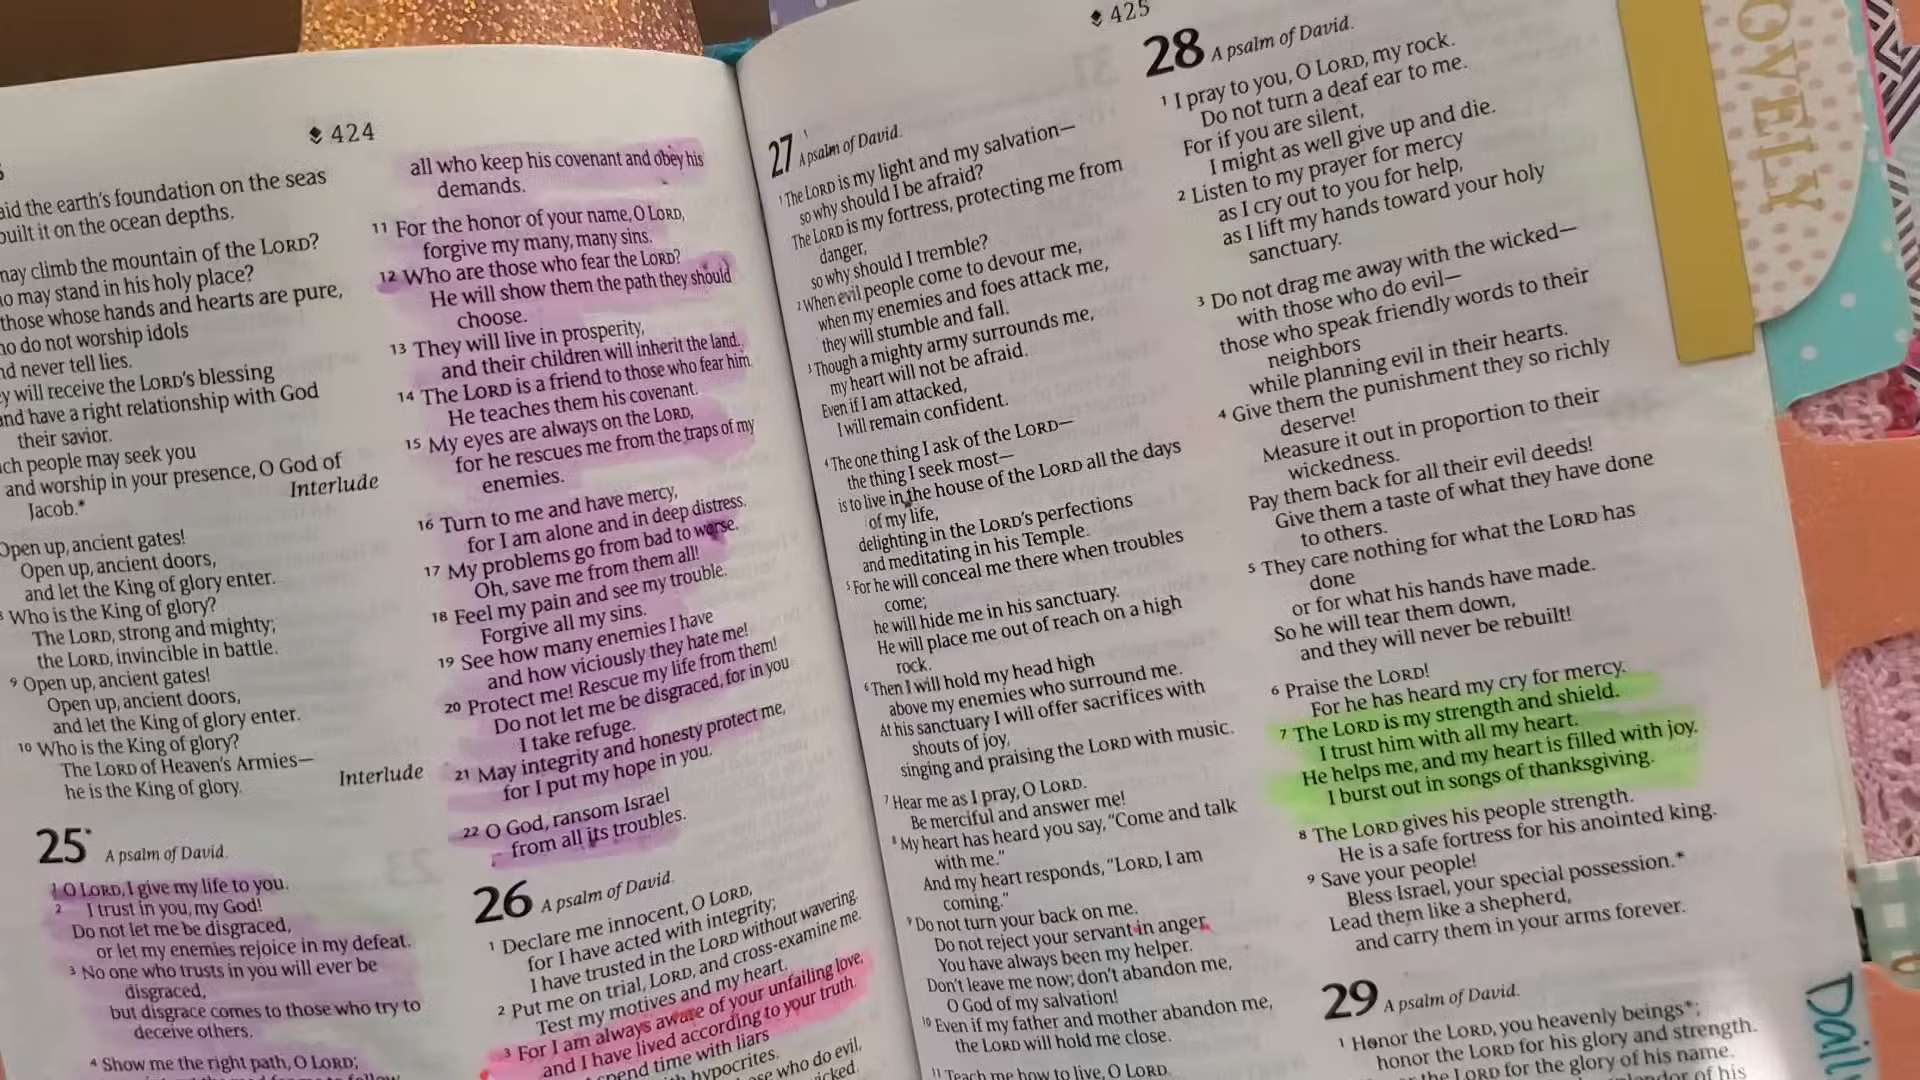 424
aid the earth's foundation on the seas
built it on the ocean depths.
may climb the mountain of the LORD?
o may stand in his holy place?
those whose hands and hearts are pure,
o do not worship idols
nd never tell lies.
y will receive the LORD's blessing
and have a right relationship with God
their savior.
ch people may seek you
and worship in your presence, O God of
Jacob.*
Interlude
Open up, ancient gates!
Open up, ancient doors,
and let the King of glory enter.
8 Who is the King of glory?
The LORD, strong and mighty;
the LORD, invincible in battle.
9 Open up, ancient gates!
Open up, ancient doors,
and let the King of glory enter.
10 Who is the King of glory?
The LORD of Heaven's Armies—
he is the King of glory.
Interlude
25*
A psalm of David.
1 O LORD, I give my life to you.
2 I trust in you, my God!
Do not let me be disgraced,
or let my enemies rejoice in my defeat.
3 No one who trusts in you will ever be
disgraced,
but disgrace comes to those who try to
deceive others.
4 Show me the right path, O LORD;
all who keep his covenant and obey his
demands.
11 For the honor of your name, O LORD,
forgive my many, many sins.
12 Who are those who fear the LORD?
He will show them the path they should
choose.
13 They will live in prosperity,
and their children will inherit the land.
14 The LORD is a friend to those who fear him.
He teaches them his covenant.
15 My eyes are always on the LORD,
for he rescues me from the traps of my
enemies.
16 Turn to me and have mercy,
for I am alone and in deep distress.
17 My problems go from bad to worse.
Oh, save me from them all!
18 Feel my pain and see my trouble.
Forgive all my sins.
19 See how many enemies I have
and how viciously they hate me!
20 Protect me! Rescue my life from them!
Do not let me be disgraced, for in you
I take refuge.
21 May integrity and honesty protect me,
for I put my hope in you.
22 O God, ransom Israel
from all its troubles.
26
A psalm of David.
1 Declare me innocent, O LORD,
for I have acted with integrity;
I have trusted in the LORD without wavering.
2 Put me on trial, LORD, and cross-examine me.
Test my motives and my heart.
3 For I am always aware of your unfailing love,
and I have lived according to your truth.
spend time with liars
hypocrites.
who do evil,
425
27
A psalm of David.
1 The LORD is my light and my salvation—
so why should I be afraid?
The LORD is my fortress, protecting me from
danger,
so why should I tremble?
2 When evil people come to devour me,
when my enemies and foes attack me,
they will stumble and fall.
3 Though a mighty army surrounds me,
my heart will not be afraid.
Even if I am attacked,
I will remain confident.
4 The one thing I ask of the LORD—
the thing I seek most—
is to live in the house of the LORD all the days
of my life,
delighting in the LORD's perfections
and meditating in his Temple.
5 For he will conceal me there when troubles
come;
he will hide me in his sanctuary.
He will place me out of reach on a high
rock.
6 Then I will hold my head high
above my enemies who surround me.
At his sanctuary I will offer sacrifices with
shouts of joy,
singing and praising the LORD with music.
7 Hear me as I pray, O LORD.
Be merciful and answer me!
8 My heart has heard you say, "Come and talk
with me."
And my heart responds, "LORD, I am
coming."
9 Do not turn your back on me.
Do not reject your servant in anger.
You have always been my helper.
Don't leave me now; don't abandon me,
O God of my salvation!
10 Even if my father and mother abandon me,
the LORD will hold me close.
11 Teach me how to live, O LORD.
28
A psalm of David.
1 I pray to you, O LORD, my rock.
Do not turn a deaf ear to me.
For if you are silent,
I might as well give up and die.
2 Listen to my prayer for mercy
as I cry out to you for help,
as I lift my hands toward your holy
sanctuary.
3 Do not drag me away with the wicked—
with those who do evil—
those who speak friendly words to their
neighbors
while planning evil in their hearts.
4 Give them the punishment they so richly
deserve!
Measure it out in proportion to their
wickedness.
Pay them back for all their evil deeds!
Give them a taste of what they have done
to others.
5 They care nothing for what the LORD has
done
or for what his hands have made.
So he will tear them down,
and they will never be rebuilt!
6 Praise the LORD!
For he has heard my cry for mercy.
7 The LORD is my strength and shield.
I trust him with all my heart.
He helps me, and my heart is filled with joy.
I burst out in songs of thanksgiving.
8 The LORD gives his people strength.
He is a safe fortress for his anointed king.
9 Save your people!
Bless Israel, your special possession.*
Lead them like a shepherd,
and carry them in your arms forever.
29
A psalm of David.
1 Honor the LORD, you heavenly beings*;
honor the LORD for his glory and strength.
the LORD for the glory of his name.
of his
OVELY
Dail